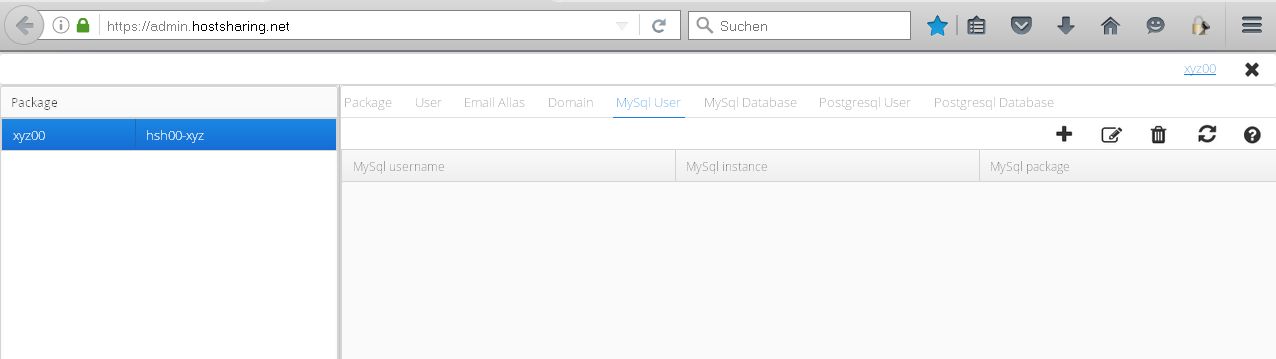 https://admin.hostsharing.net Suchen
xyz00
Package Package User Email Alias Domain MySql User MySql Database Postgresql User Postgresql Database
xyz00 hsh00-xyz
MySql username MySql instance MySql package